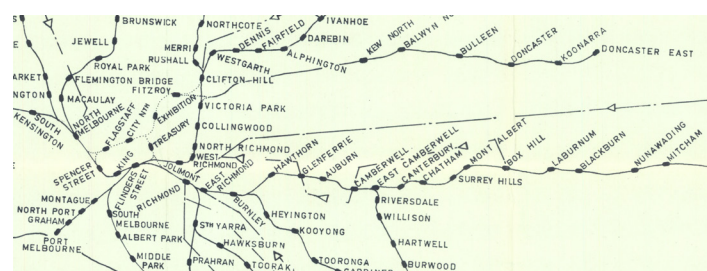 BRUNSWICK
NORTHCOTE
IVANHOE
JEWELL
MERRI
DENNIS
FAIRFIELD
DAREBIN
KEW NORTH
BALWYN
BULLEEN
DONCASTER
KOONARRA
DONCASTER EAST
ROYAL PARK
RUSHALL
WESTGARTH
ALPHINGTON
FLEMINGTON BRIDGE
CLIFTON HILL
FITZROY
MACAULAY
VICTORIA PARK
SOUTH
KENSINGTON
NORTH
MELBOURNE
FLAGSTAFF
CITY NTH
EXHIBITION
TREASURY
COLLINGWOOD
NORTH RICHMOND
WEST
RICHMOND
SPENCER
STREET
KING
JOLIMONT
HAWTHORN
GLENFERRIE
AUBURN
CAMBERWELL
EAST CAMBERWELL
CANTERBURY
CHATHAM
MONT ALBERT
SURREY HILLS
BOX HILL
LABURNUM
BLACKBURN
NUNAWADING
MITCHAM
FLINDERS
STREET
RICHMOND
EAST
RICHMOND
BURNLEY
RIVERSDALE
MONTAGUE
NORTH PORT
GRAHAM
PORT
MELBOURNE
SOUTH
MELBOURNE
ALBERT PARK
MIDDLE
PARK
STH YARRA
HAWKSBURN
PRAHRAN
TOORAK
HEYINGTON
KOOYONG
TOORONGA
WILLISON
HARTWELL
BURWOOD